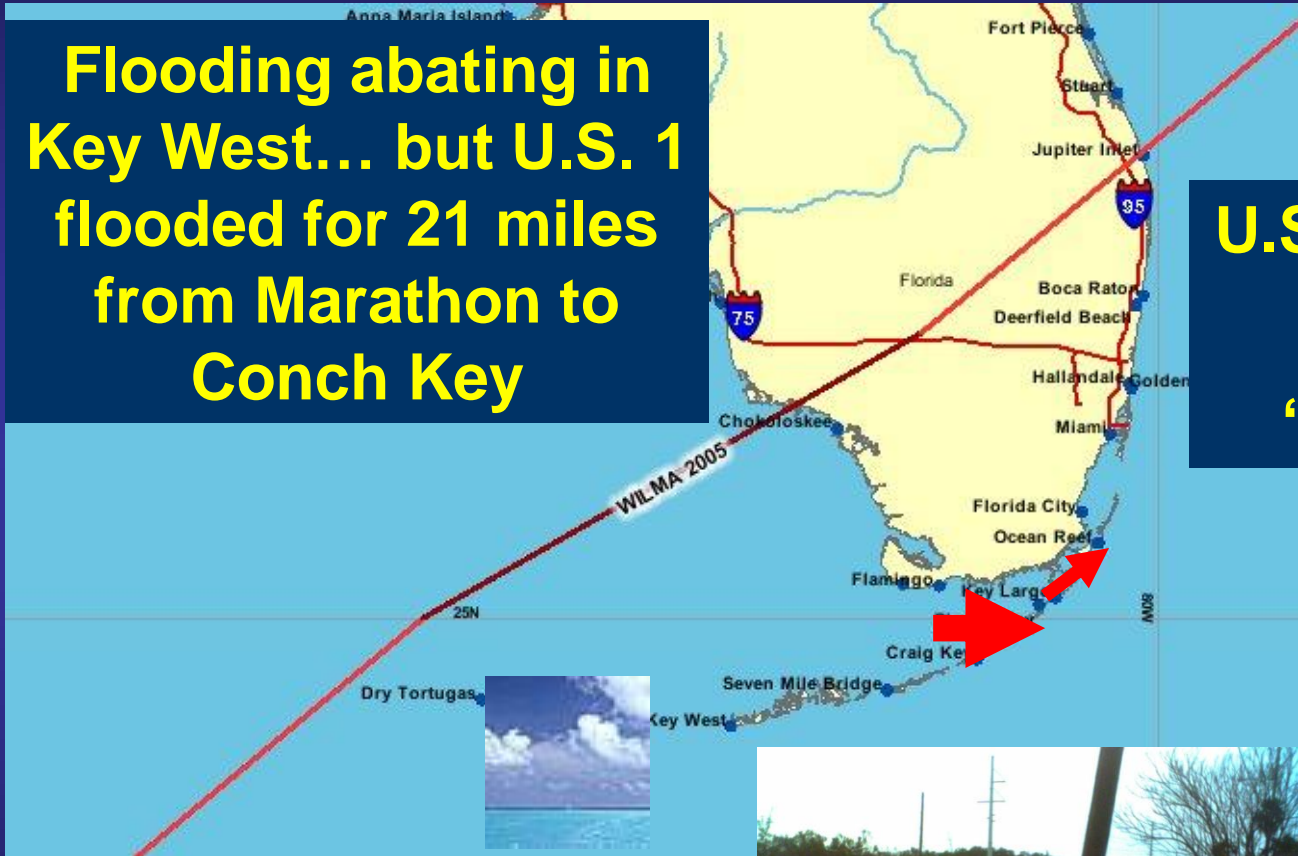 Anna Maria Island
Flooding abating in
Key West… but U.S. 1
flooded for 21 miles
from Marathon to
Conch Key
Fort Pierce
Stuart
Jupiter Inlet
95
U.S
Florida
Boca Raton
Deerfield Beach
75
Hallandale
Golden
“
Chokoloskee
Miami
WILMA 2005
Florida City
Ocean Reef
Flamingo
Key Largo
25N
80W
Craig Key
Dry Tortugas
Seven Mile Bridge
Key West